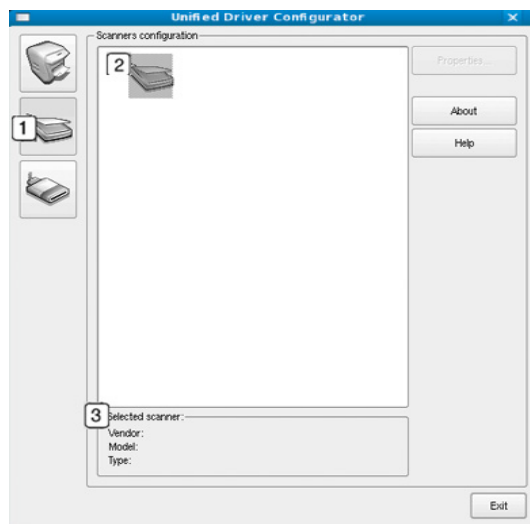 Unified Driver Configurator
Scanners configuration
2
Properties...
1
About
Help
3 Selected scanner:
Vendor:
Model:
Type:
Exit